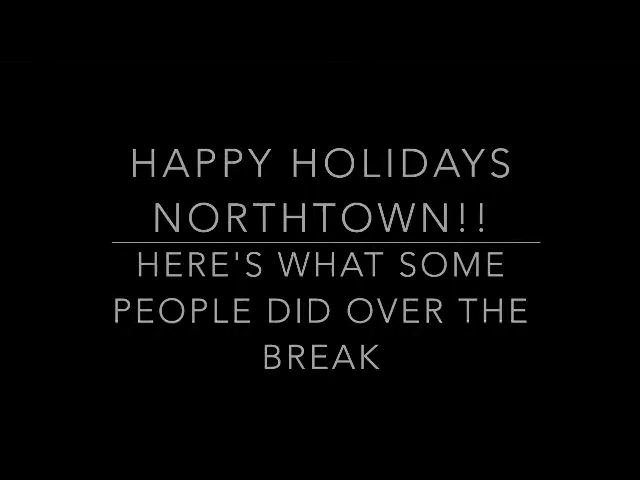 HAPPY HOLIDAYS
NORTHTOWN!!
HERE'S WHAT SOME
PEOPLE DID OVER THE
BREAK